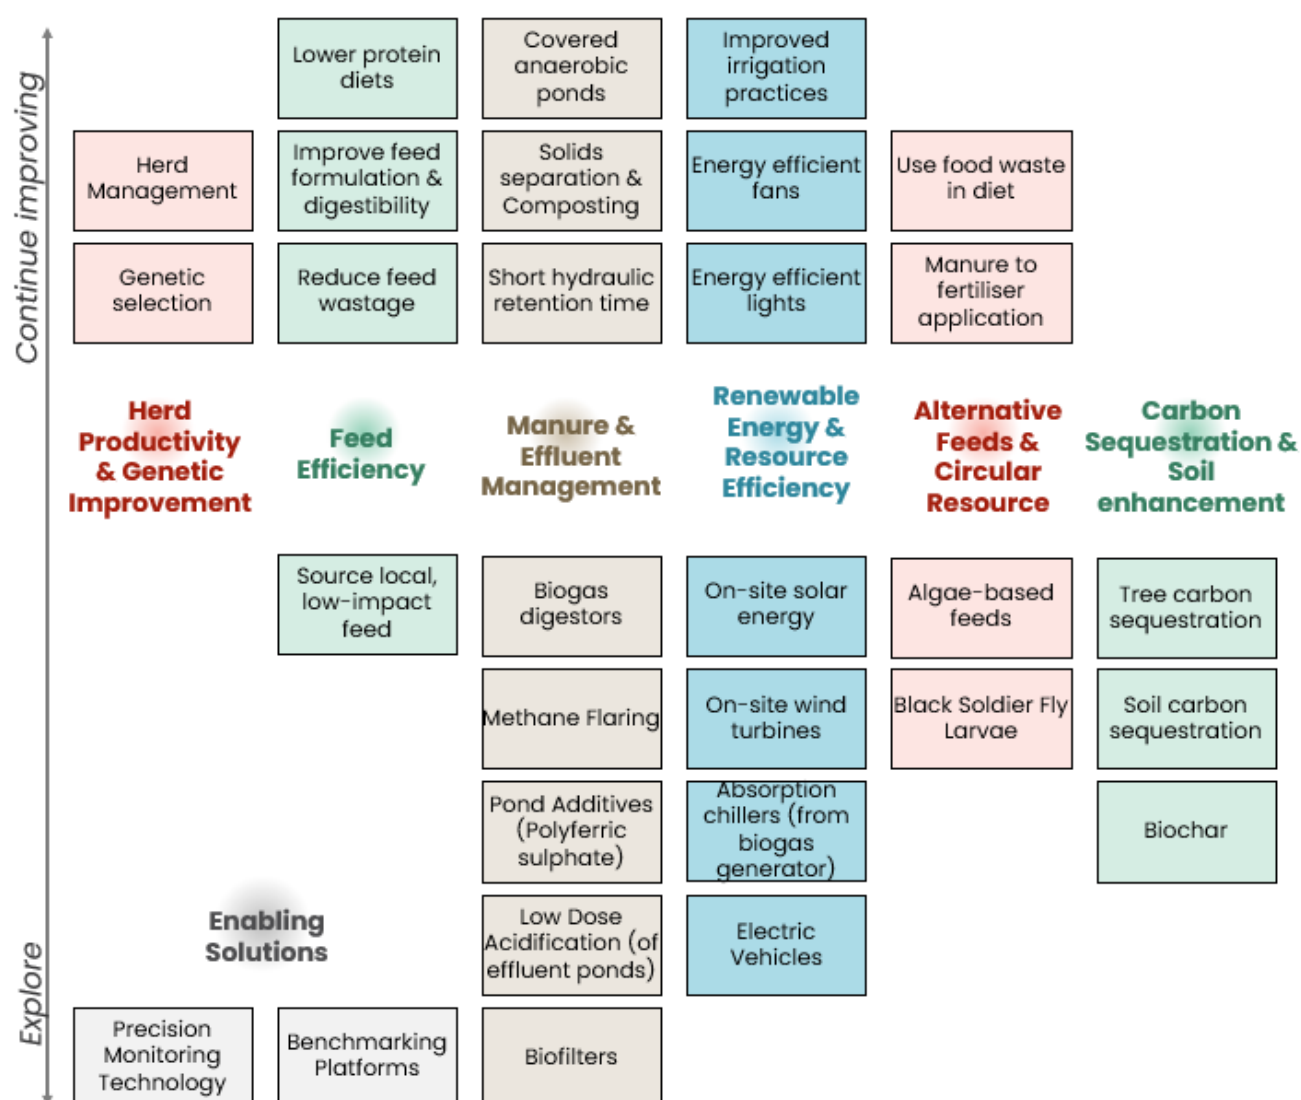 Continue improving
Lower protein
diets
Covered
anaerobic
ponds
Improved
irrigation
practices
Herd
Management
Improve feed
formulation &
digestibility
Solids
separation &
Composting
Energy efficient
fans
Use food waste
in diet
Genetic
selection
Reduce feed
wastage
Short hydraulic
retention time
Energy efficient
lights
Manure to
fertiliser
application
Herd
Productivity
& Genetic
Improvement
Feed
Efficiency
Manure &
Effluent
Management
Renewable
Energy &
Resource
Efficiency
Alternative
Feeds &
Circular
Resource
Carbon
Sequestration &
Soil
enhancement
Source local,
low-impact
feed
Biogas
digestors
On-site solar
energy
Algae-based
feeds
Tree carbon
sequestration
Methane Flaring
On-site wind
turbines
Black Soldier Fly
Larvae
Soil carbon
sequestration
Pond Additives
(Polyferric
sulphate)
Absorption
chillers (from
biogas
generator)
Biochar
Enabling
Solutions
Low Dose
Acidification (of
effluent ponds)
Electric
Vehicles
Explore
Precision
Monitoring
Technology
Benchmarking
Platforms
Biofilters